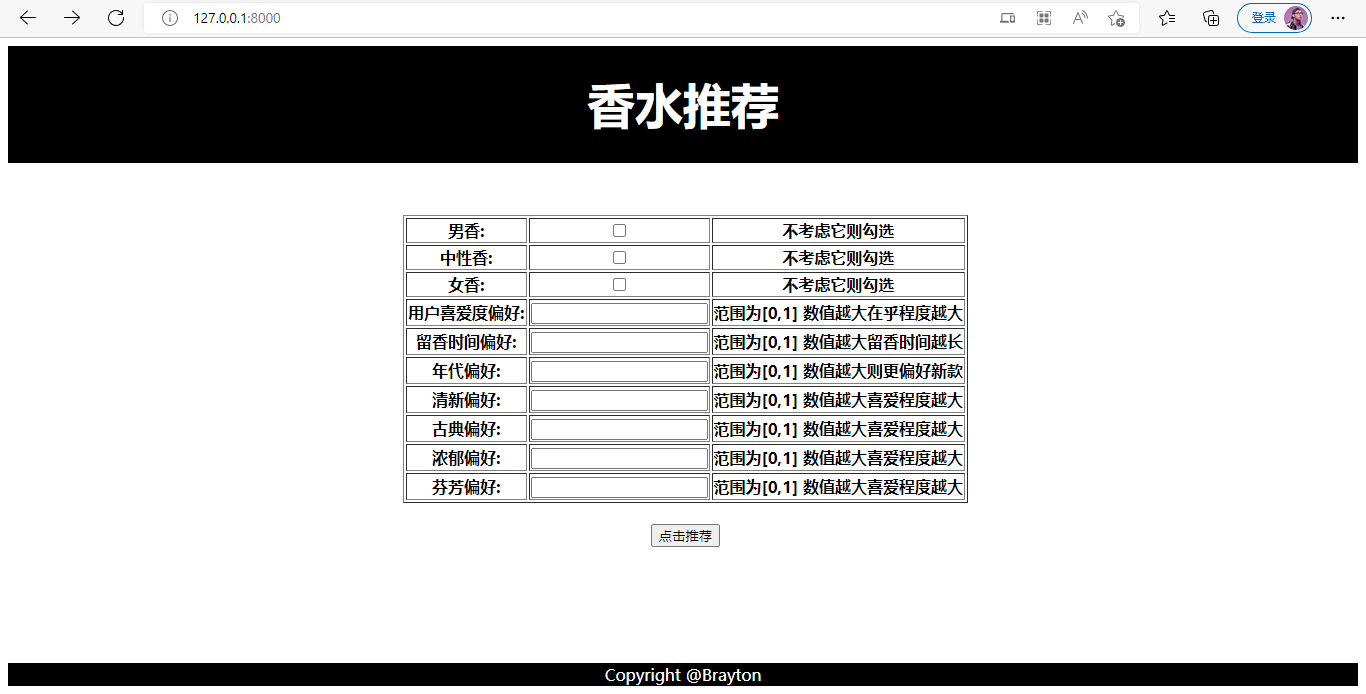 127.0.0.1:8000
登录
香水推荐
男香: 不考虑它则勾选
中性香: 不考虑它则勾选
女香: 不考虑它则勾选
用户喜爱度偏好: 范围为[0,1] 数值越大在乎程度越大
留香时间偏好: 范围为[0,1] 数值越大留香时间越长
年代偏好: 范围为[0,1] 数值越大则更偏好新款
清新偏好: 范围为[0,1] 数值越大喜爱程度越大
古典偏好: 范围为[0,1] 数值越大喜爱程度越大
浓郁偏好: 范围为[0,1] 数值越大喜爱程度越大
芬芳偏好: 范围为[0,1] 数值越大喜爱程度越大
点击推荐
Copyright @Brayton